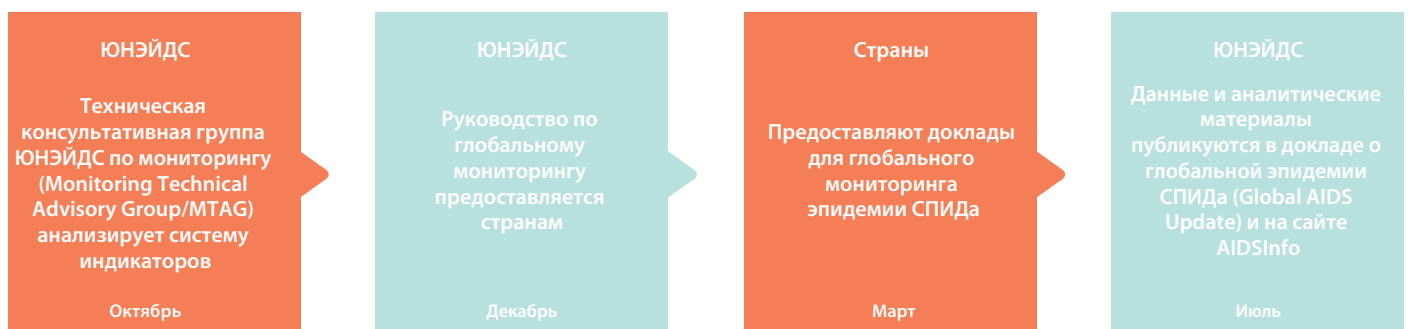 ЮНЭЙДС
Техническая
консультативная группа
ЮНЭЙДС по мониторингу
(Monitoring Technical
Advisory Group/MTAG)
анализирует систему
индикаторов
Октябрь
ЮНЭЙДС
Руководство по
глобальному
мониторингу
предоставляется
странам
Декабрь
Страны
Предоставляют доклады
для глобального
мониторинга
эпидемии СПИДа
Март
ЮНЭЙДС
Данные и аналитические
материалы
публикуются в докладе о
глобальной эпидемии
СПИДа (Global AIDS
Update) и на сайте
AIDSInfo
Июль